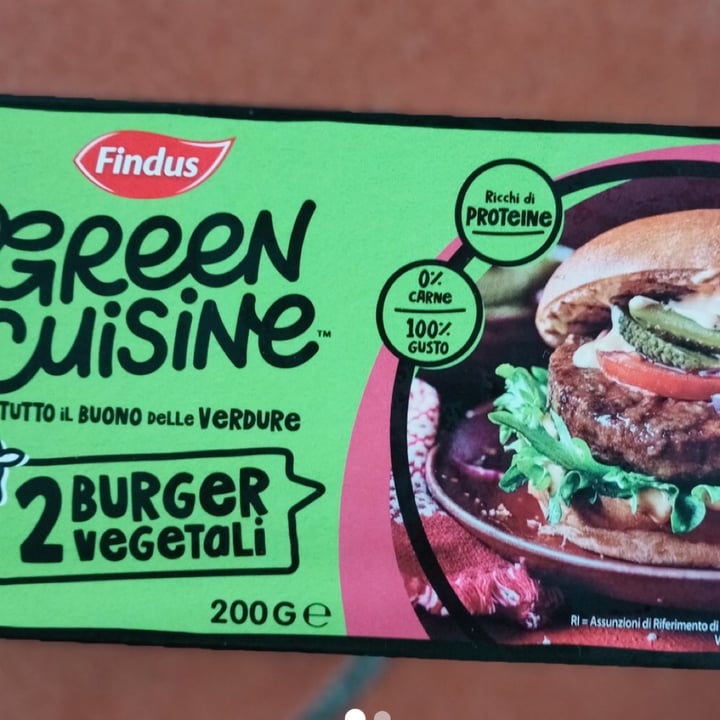 Findus
GREEN
CUISINE™
TUTTO iL BUONO DELLE VERDURE
2 BURGER
VEGETALI
200G℮
Ricchi di
PROTEINE
0%
CARNE
100%
GUSTO
RI = Assunzioni di Riferimento di